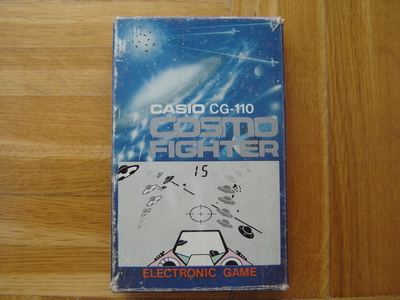 CASIO CG-110
COSMO
FIGHTER
15
ELECTRONIC GAME